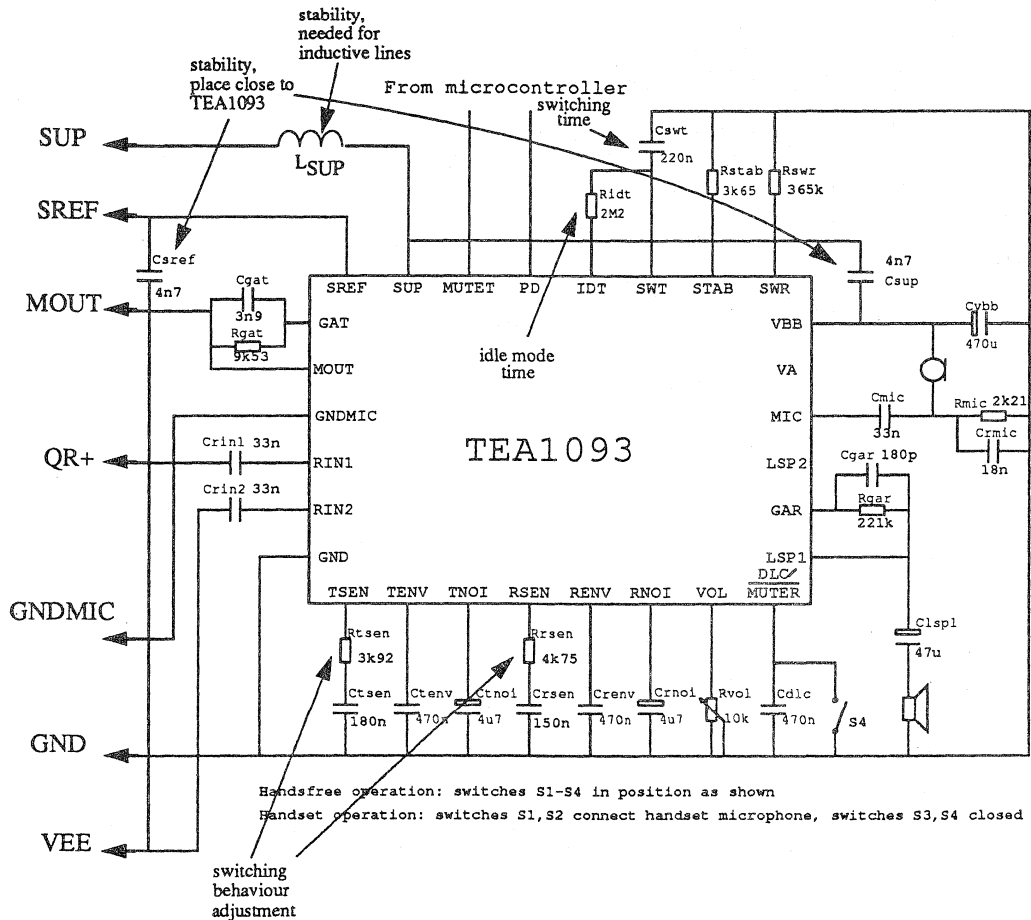 stability,
needed for
inductive lines
stability,
place close to
TEA1093
From microcontroller
switching
time
SUP
LSUP
Cswt
220n
Rstab
3k65
Rswr
365k
Ridt
2M2
SREF
Csref
4n7
4n7
Csup
MOUT
Cgat
3n9
Rgat
9k53
SREF SUP MUTET PD IDT SWT STAB SWR
GAT
MOUT
GNDMIC
RIN1
RIN2
GND
VBB
VA
MIC
LSP2
GAR
LSP1
DLC/
MUTER
idle mode
time
TEA1093
Cvbb
470u
Cmic
33n
Rmic 2k21
Crmic
18n
Cgar 180p
Rgar
221k
QR+
Crin1 33n
Crin2 33n
TSEN TENV TNOI RSEN RENV RNOI VOL
GNDMIC
Rtsen
3k92
Rrsen
4k75
Clsp1
47u
Ctsen
180n
Ctenv
470n
Ctnoi
4u7
Crsen
150n
Crenv
470n
Crnoi
4u7
Rvol
10k
Cdlc
470n
S4
GND
Handsfree operation: switches S1-S4 in position as shown
Handset operation: switches S1,S2 connect handset microphone, switches S3,S4 closed
VEE
switching
behaviour
adjustment